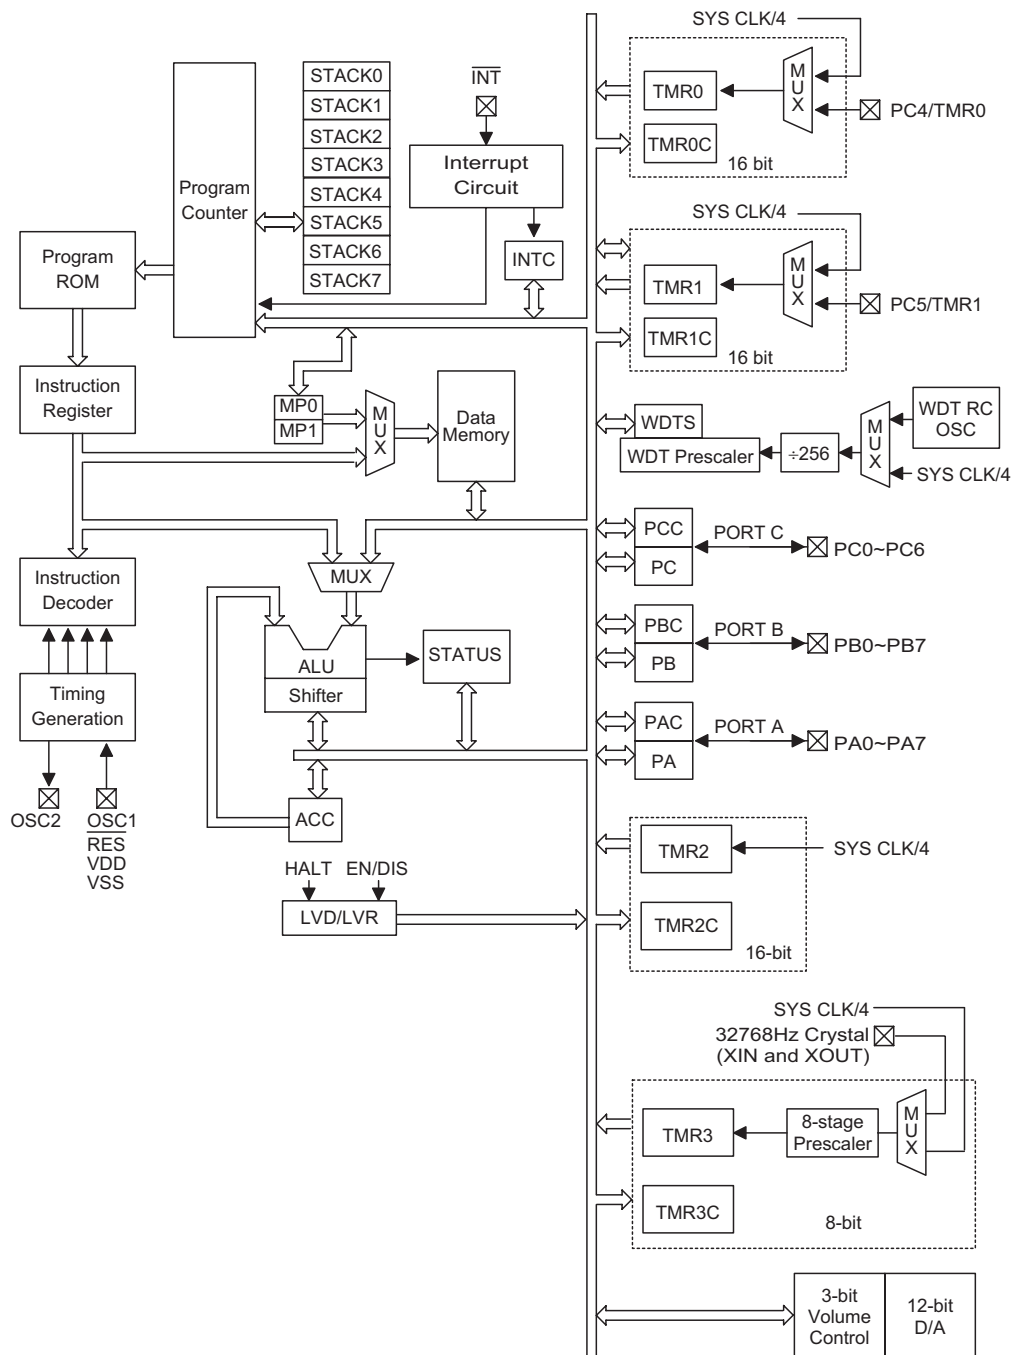 SYS CLK/4
STACK0
STACK1
STACK2
STACK3
STACK4
STACK5
STACK6
STACK7
INT
Interrupt
Circuit
INTC
Program
Counter
Program
ROM
Instruction
Register
MP0
MP1
MUX
Data
Memory
Instruction
Decoder
MUX
ALU
Shifter
STATUS
Timing
Generation
OSC2
OSC1
RES
VDD
VSS
ACC
HALT
EN/DIS
LVD/LVR
TMR0
MUX
PC4/TMR0
TMR0C
16 bit
SYS CLK/4
TMR1
MUX
PC5/TMR1
TMR1C
16 bit
WDTS
WDT Prescaler
÷256
MUX
WDT RC
OSC
SYS CLK/4
PCC
PC
PORT C
PC0~PC6
PBC
PB
PORT B
PB0~PB7
PAC
PA
PORT A
PA0~PA7
TMR2
SYS CLK/4
TMR2C
16-bit
SYS CLK/4
32768Hz Crystal
(XIN and XOUT)
TMR3
8-stage
Prescaler
MUX
TMR3C
8-bit
3-bit
Volume
Control
12-bit
D/A